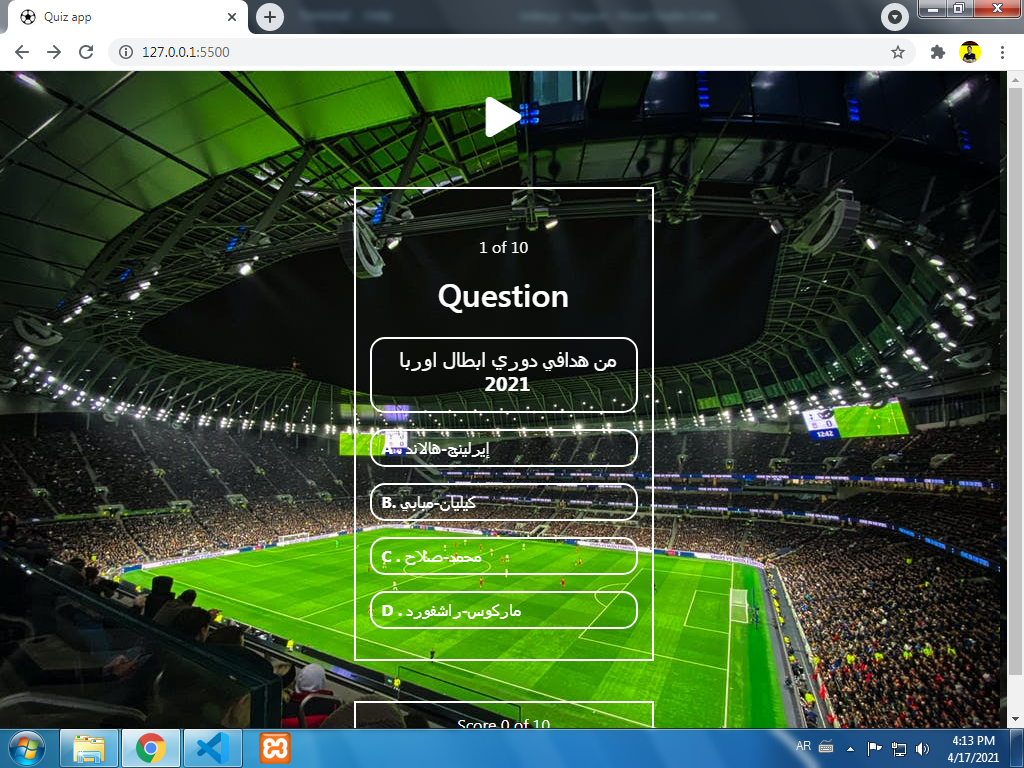 Quiz app
127.0.0.1:5500
1 of 10
Question
من هدافي دوري ابطال اوربا
2021
A . إيرلينج-هالاند
B. كيليان-مبابي
C . محمد-صلاح
D . ماركوس-راشفورد
Score 0 of 10
AR
4:13 PM
4/17/2021